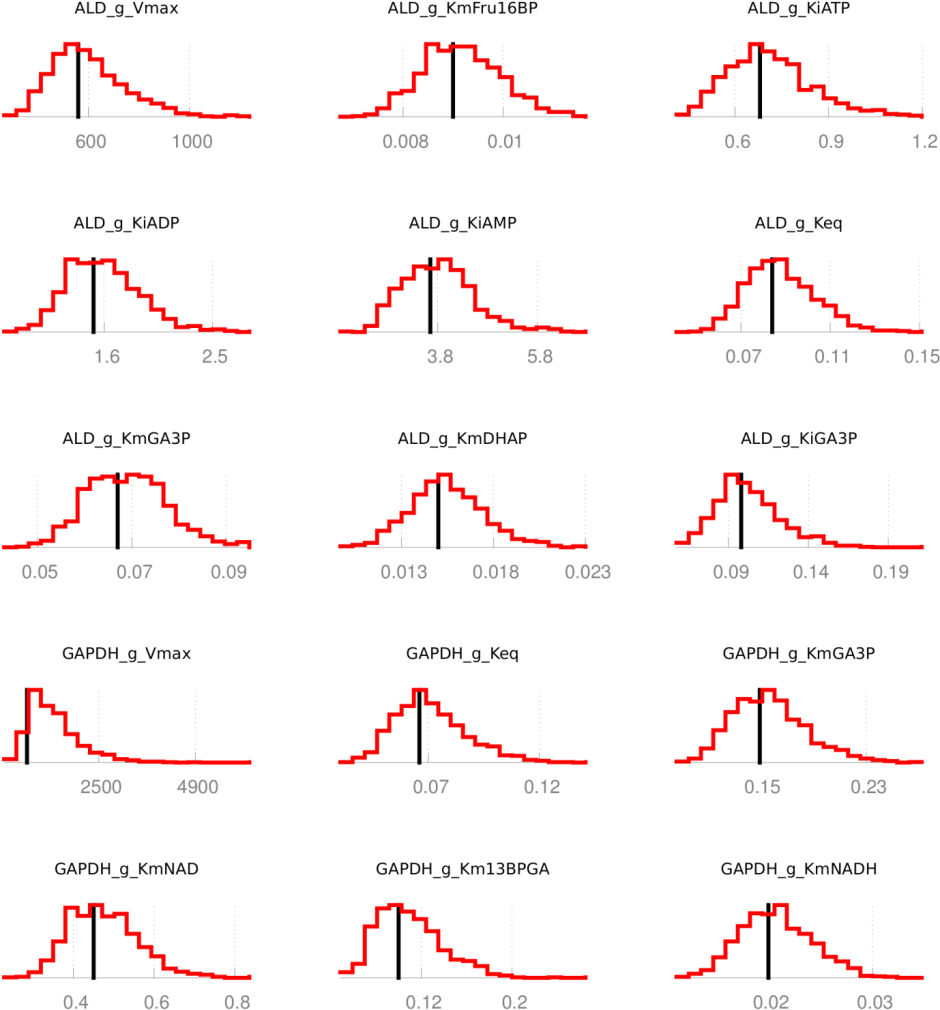 ALD_g_Vmax ALD_g_KmFru16BP ALD_g_KiATP
600 1000 0.008 0.01 0.6 0.9 1.2
ALD_g_KiADP ALD_g_KiAMP ALD_g_Keq
1.6 2.5 3.8 5.8 0.07 0.11 0.15
ALD_g_KmGA3P ALD_g_KmDHAP ALD_g_KiGA3P
0.05 0.07 0.09 0.013 0.018 0.023 0.09 0.14 0.19
GAPDH_g_Vmax GAPDH_g_Keq GAPDH_g_KmGA3P
2500 4900 0.07 0.12 0.15 0.23
GAPDH_g_KmNAD GAPDH_g_Km13BPGA GAPDH_g_KmNADH
0.4 0.6 0.8 0.12 0.2 0.02 0.03